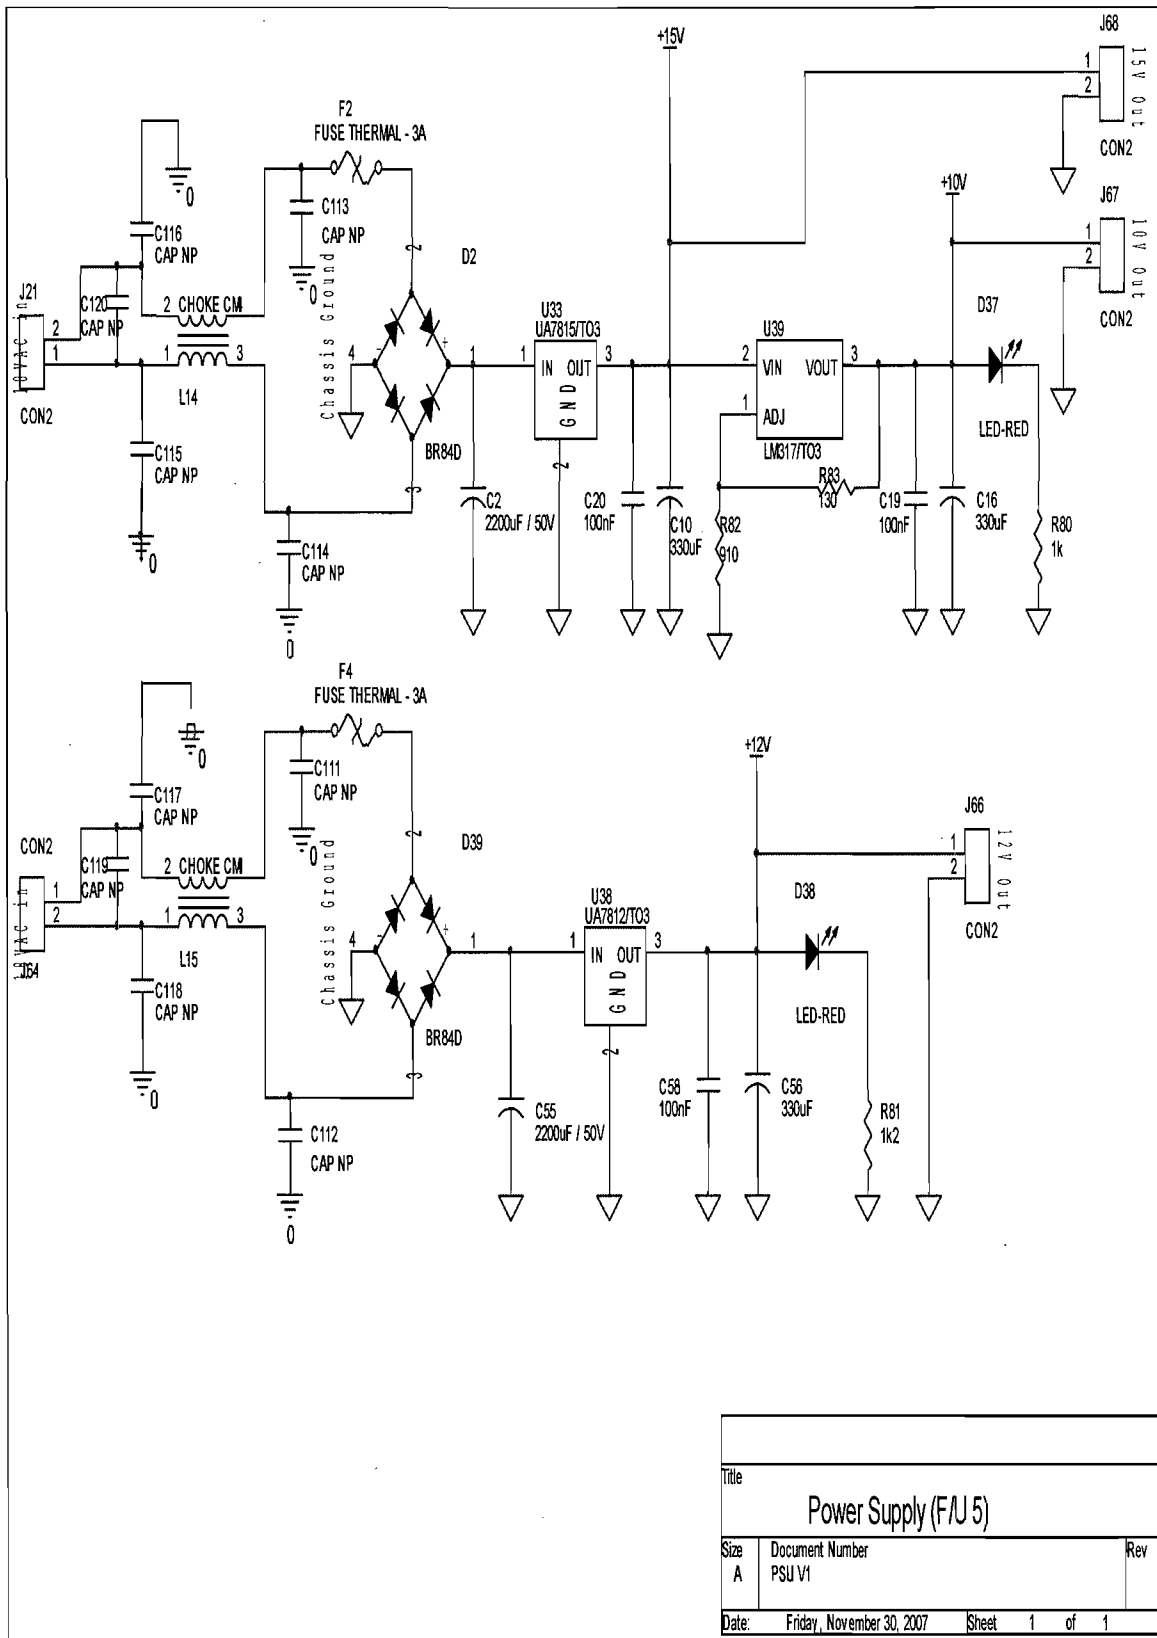 J68
+15V
1
2
15V Out
CON2
F2
FUSE THERMAL - 3A
0
C116
CAP NP
C113
CAP NP
0
Chassis Ground
2
D2
+10V
J67
1
2
10V Out
CON2
J21
2
1
CON2
C120
CAP NP
2 CHOKE CM
1 3
L14
C115
CAP NP
0
4
-
+
1
BR84D
3
U33
UA7815/TO3
1 IN OUT 3
GND
2
U39
2 VIN VOUT 3
1 ADJ
LM317/TO3
D37
LED-RED
R83
130
C2
2200uF / 50V
C20
100nF
C10
330uF
R82
910
C19
100nF
C16
330uF
R80
1k
C114
CAP NP
0
F4
FUSE THERMAL - 3A
0
C117
CAP NP
C111
CAP NP
0
Chassis Ground
2
D39
+12V
J66
1
2
12V Out
CON2
CON2
1
2
J64
C119
CAP NP
2 CHOKE CM
1 3
L15
C118
CAP NP
0
4
-
+
1
BR84D
3
U38
UA7812/TO3
1 IN OUT 3
GND
2
D38
LED-RED
C55
2200uF / 50V
C58
100nF
C56
330uF
R81
1k2
C112
CAP NP
0
Title
Power Supply (F/U 5)
Size
A
Document Number
PSU V1
Rev
Date: Friday, November 30, 2007 Sheet 1 of 1